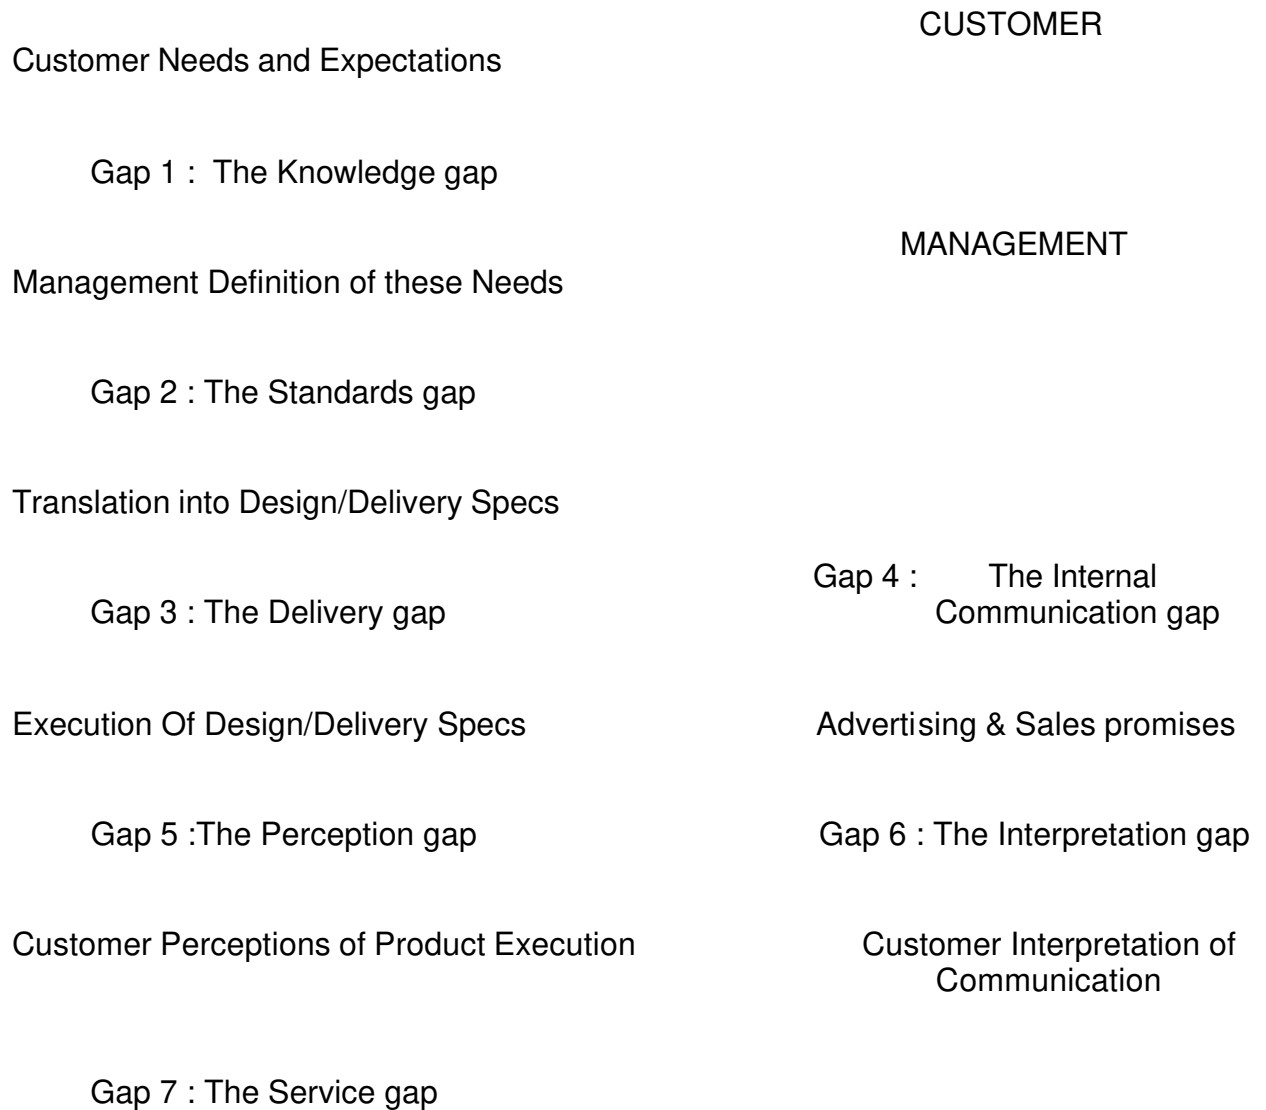 CUSTOMER
Customer Needs and Expectations
Gap 1 :  The Knowledge gap
MANAGEMENT
Management Definition of these Needs
Gap 2 : The Standards gap
Translation into Design/Delivery Specs
Gap 4 : The Internal
Communication gap
Gap 3 : The Delivery gap
Execution Of Design/Delivery Specs
Advertising & Sales promises
Gap 5 :The Perception gap
Gap 6 : The Interpretation gap
Customer Perceptions of Product Execution
Customer Interpretation of
Communication
Gap 7 : The Service gap